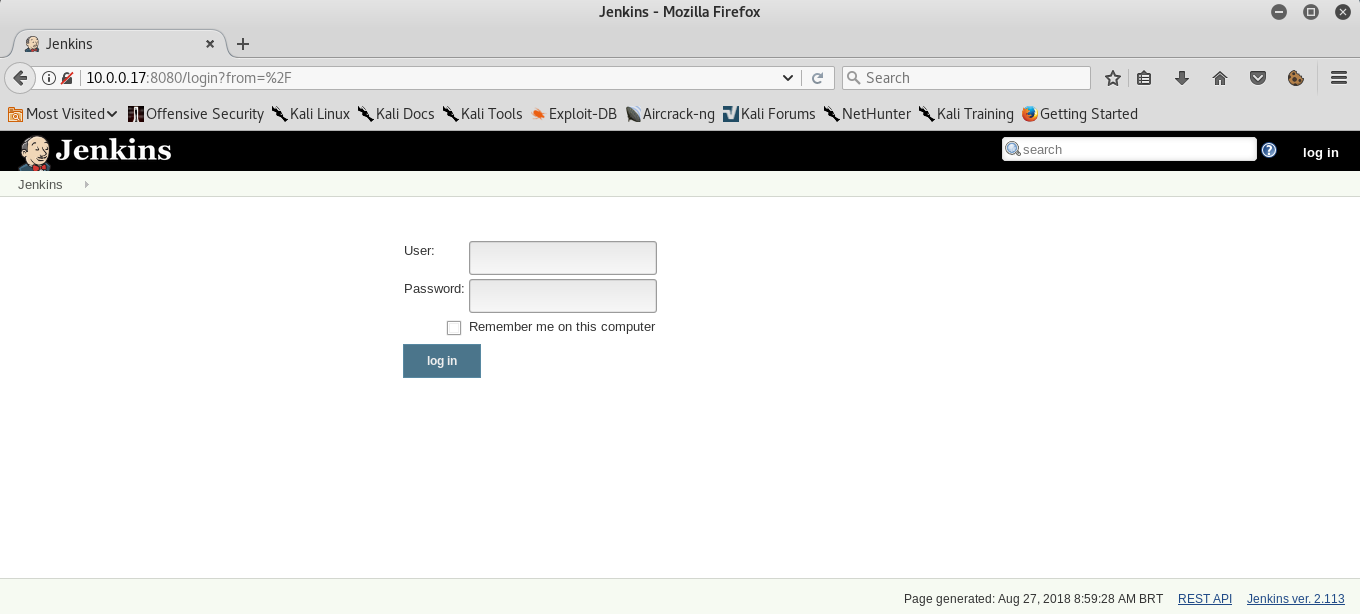 Jenkins - Mozilla Firefox
Jenkins
10.0.0.17:8080/login?from=%2F
Search
Most Visited Offensive Security Kali Linux Kali Docs Kali Tools Exploit-DB Aircrack-ng Kali Forums NetHunter Kali Training Getting Started
Jenkins
search
log in
Jenkins
User:
Password:
Remember me on this computer
log in
Page generated: Aug 27, 2018 8:59:28 AM BRT REST API Jenkins ver. 2.113